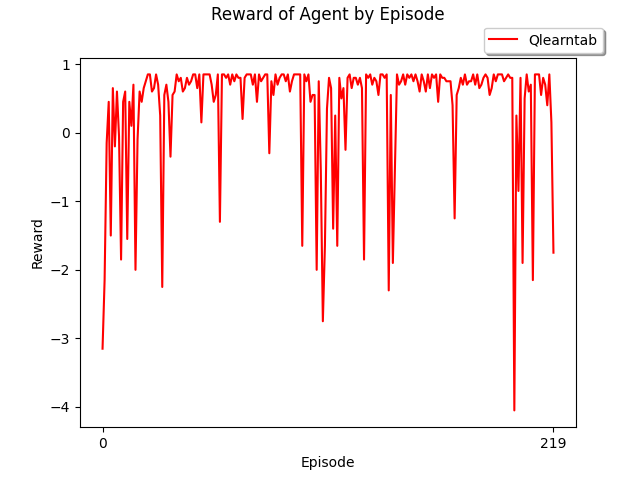 Reward of Agent by Episode
Qlearntab
1
0
−1
−2
−3
−4
Reward
0
219
Episode